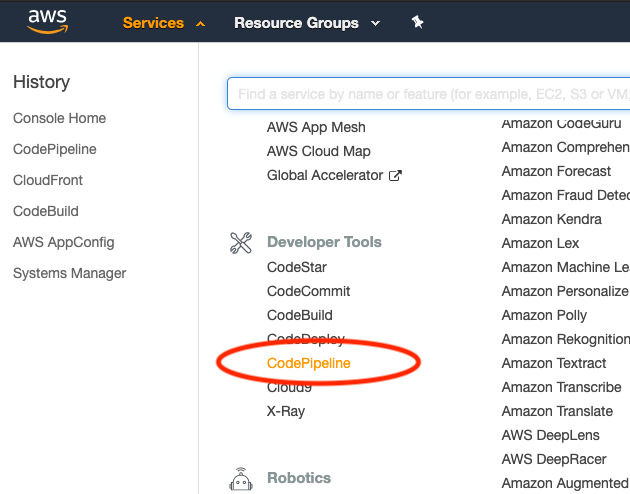 aws
Services
Resource Groups
History
Console Home
CodePipeline
CloudFront
CodeBuild
AWS AppConfig
Systems Manager
Find a service by name or feature (for example, EC2, S3 or VM,
AWS App Mesh
AWS Cloud Map
Global Accelerator
Developer Tools
CodeStar
CodeCommit
CodeBuild
CodeDeploy
CodePipeline
Cloud9
X-Ray
Robotics
Amazon CodeGuru
Amazon Comprehen
Amazon Forecast
Amazon Fraud Detec
Amazon Kendra
Amazon Lex
Amazon Machine Le
Amazon Personalize
Amazon Polly
Amazon Rekognition
Amazon Textract
Amazon Transcribe
Amazon Translate
AWS DeepLens
AWS DeepRacer
Amazon Augmented